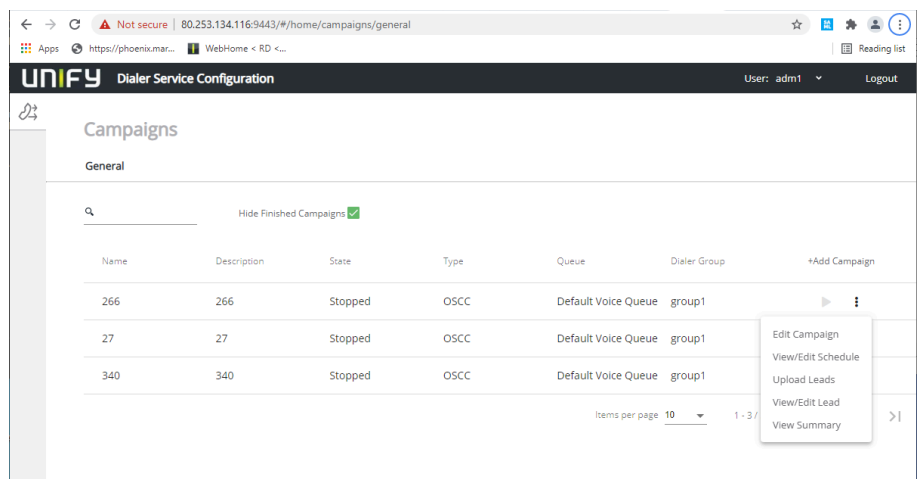 Not secure | 80.253.134.116:9443/#/home/campaigns/general
Apps https://phoenix.mar... WebHome < RD <... Reading list
UNIFY Dialer Service Configuration User: adm1 Logout
Campaigns
General
Hide Finished Campaigns
Name Description State Type Queue Dialer Group +Add Campaign
266 266 Stopped OSCC Default Voice Queue group1
27 27 Stopped OSCC Default Voice Queue group1
340 340 Stopped OSCC Default Voice Queue group1
Edit Campaign
View/Edit Schedule
Upload Leads
View/Edit Lead
View Summary
Items per page 10 1 - 3 /